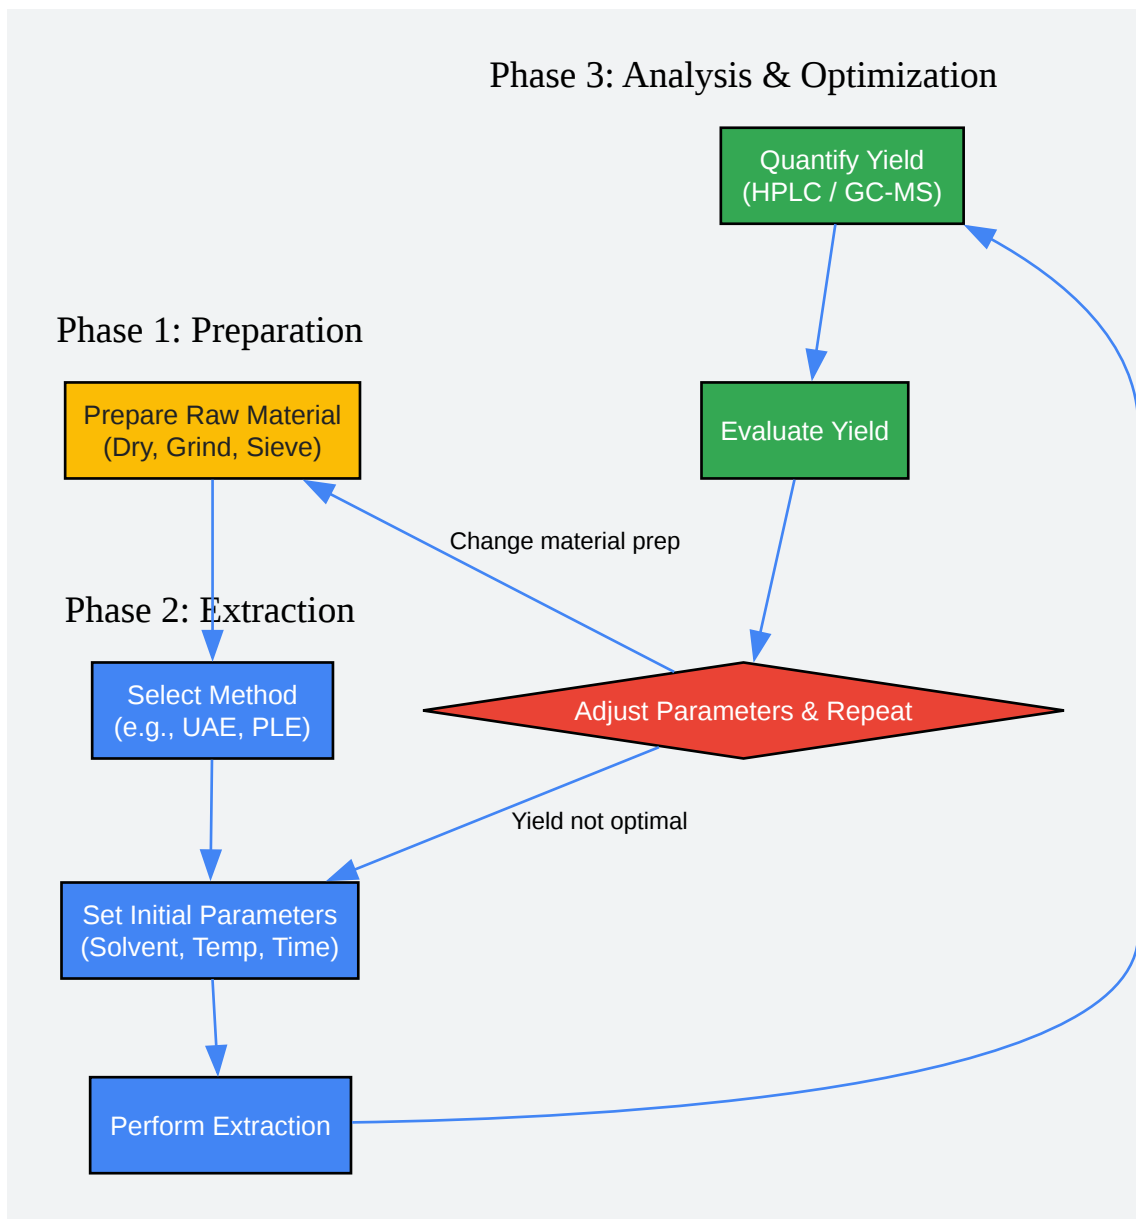 Phase 3: Analysis & Optimization
Quantify Yield
(HPLC / GC-MS)
Phase 1: Preparation
Prepare Raw Material
(Dry, Grind, Sieve)
Evaluate Yield
Change material prep
Phase 2: Extraction
Select Method
(e.g., UAE, PLE)
Adjust Parameters & Repeat
Yield not optimal
Set Initial Parameters
(Solvent, Temp, Time)
Perform Extraction